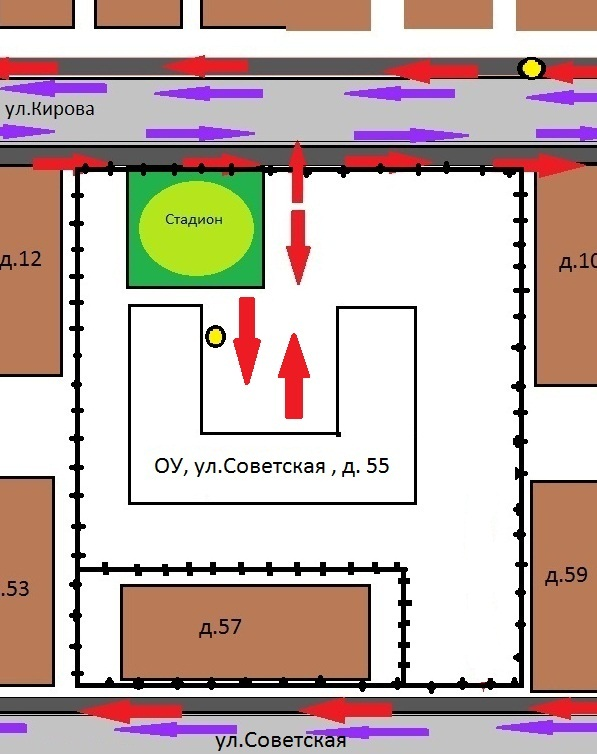 ул.Кирова
Стадион
д.12
д.10
ОУ, ул.Советская , д. 55
.53
д.59
д.57
ул.Советская